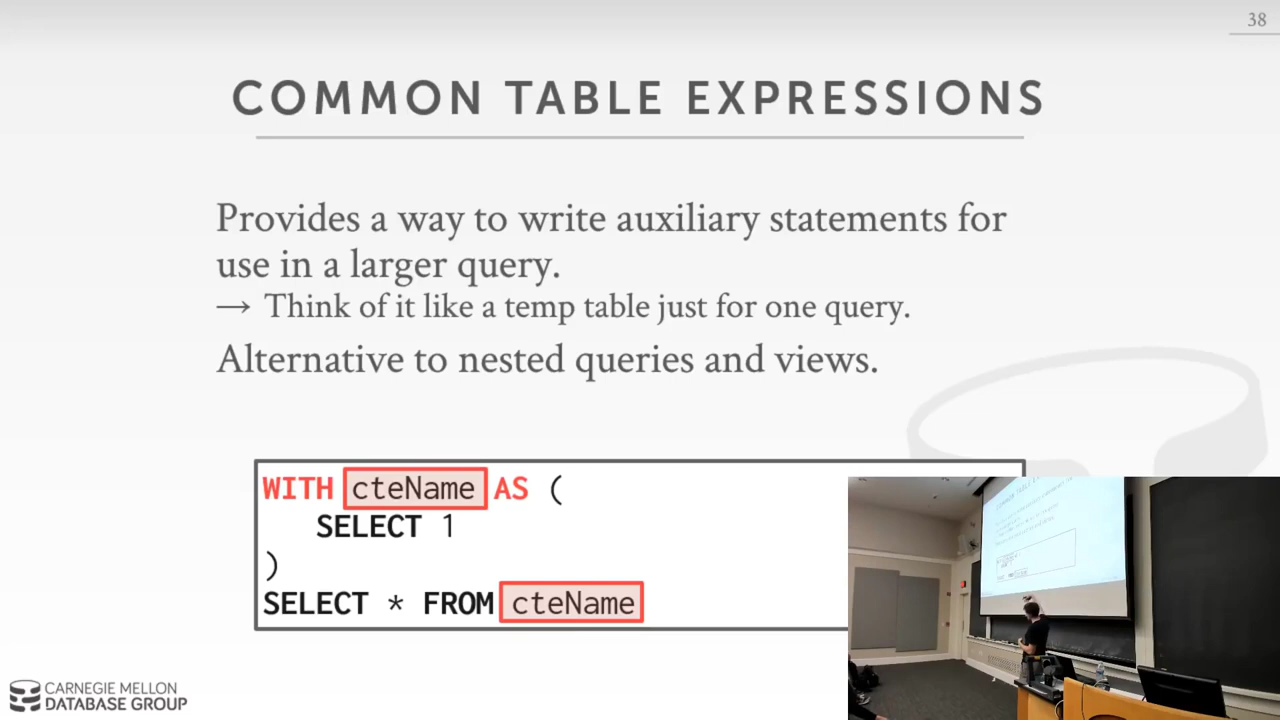 38
COMMON TABLE EXPRESSIONS
Provides a way to write auxiliary statements for
use in a larger query.
→ Think of it like a temp table just for one query.
Alternative to nested queries and views.
WITH cteName AS (
SELECT 1
)
SELECT * FROM cteName
CARNEGIE MELLON
DATABASE GROUP